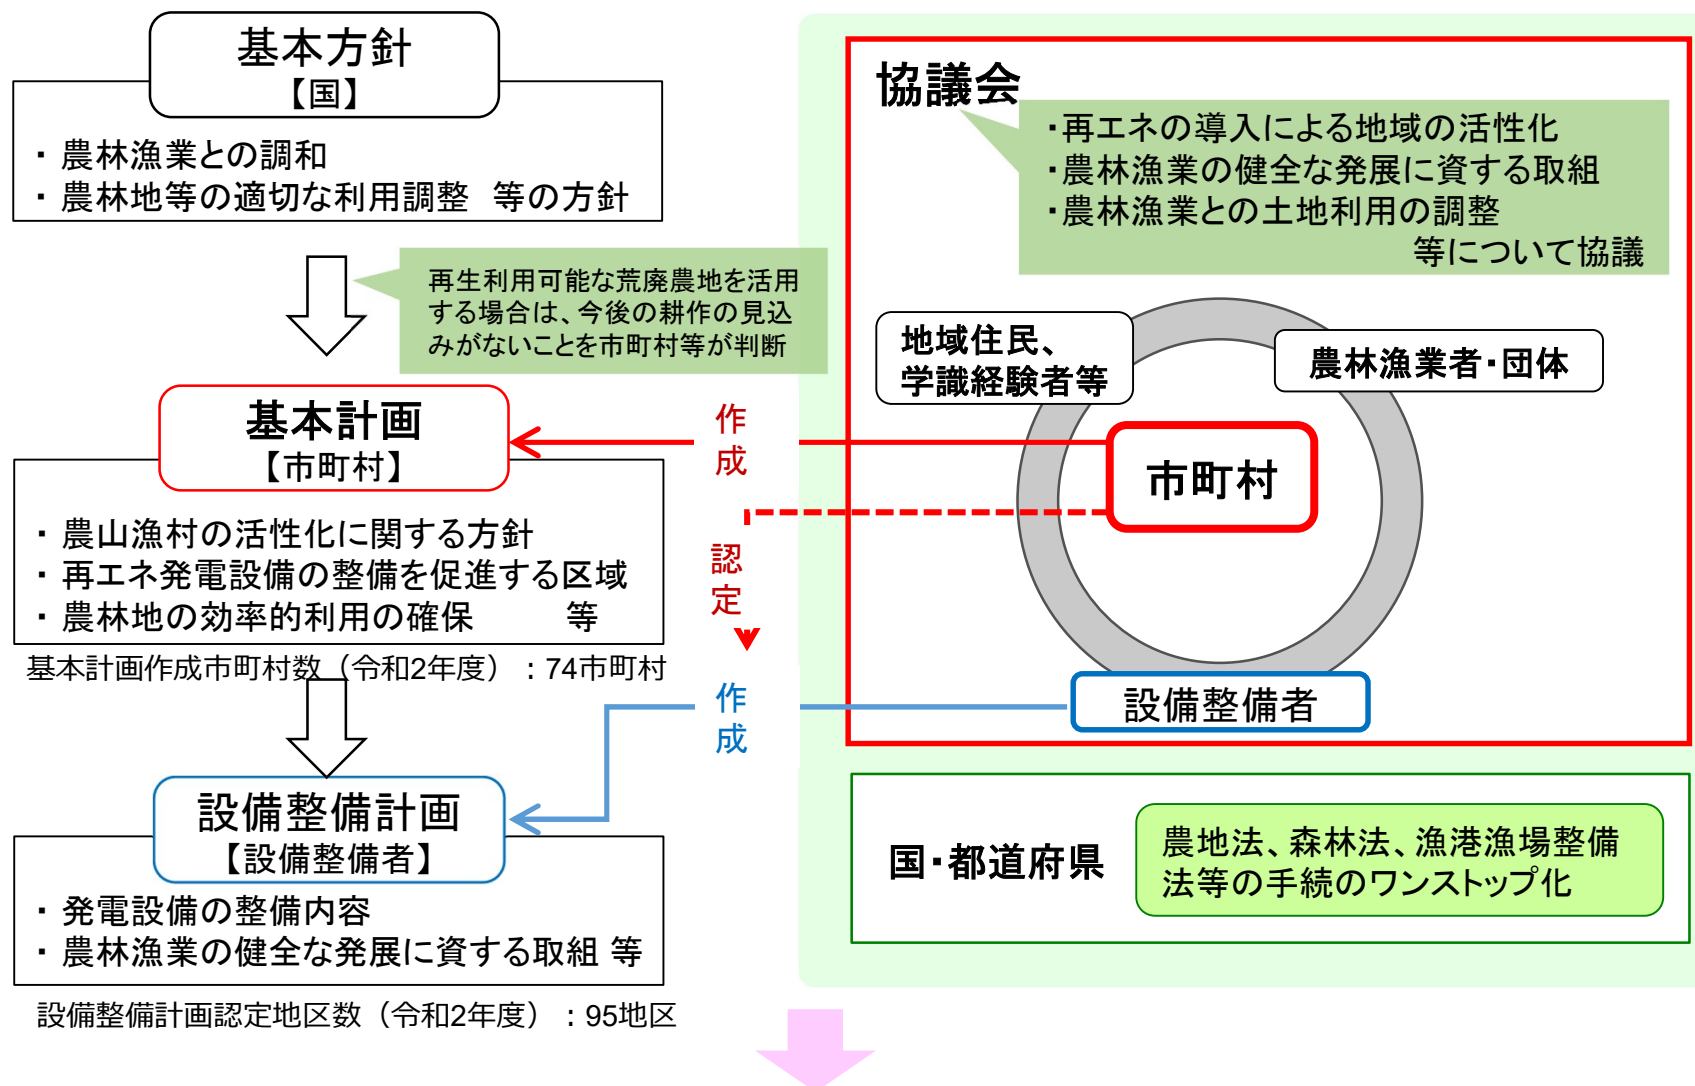 基本方針
【国】
・ 農林漁業との調和
・ 農林地等の適切な利用調整 等の方針
再生利用可能な荒廃農地を活用
する場合は、今後の耕作の見込
みがないことを市町村等が判断
基本計画
【市町村】
・ 農山漁村の活性化に関する方針
・ 再エネ発電設備の整備を促進する区域
・ 農林地の効率的利用の確保 等
基本計画作成市町村数（令和2年度）：74市町村
設備整備計画
【設備整備者】
・ 発電設備の整備内容
・ 農林漁業の健全な発展に資する取組 等
設備整備計画認定地区数（令和2年度）：95地区
作
成
認
定
作
成
協議会
・再エネの導入による地域の活性化
・農林漁業の健全な発展に資する取組
・農林漁業との土地利用の調整
等について協議
地域住民、
学識経験者等
農林漁業者・団体
市町村
設備整備者
国・都道府県
農地法、森林法、漁港漁場整備
法等の手続のワンストップ化